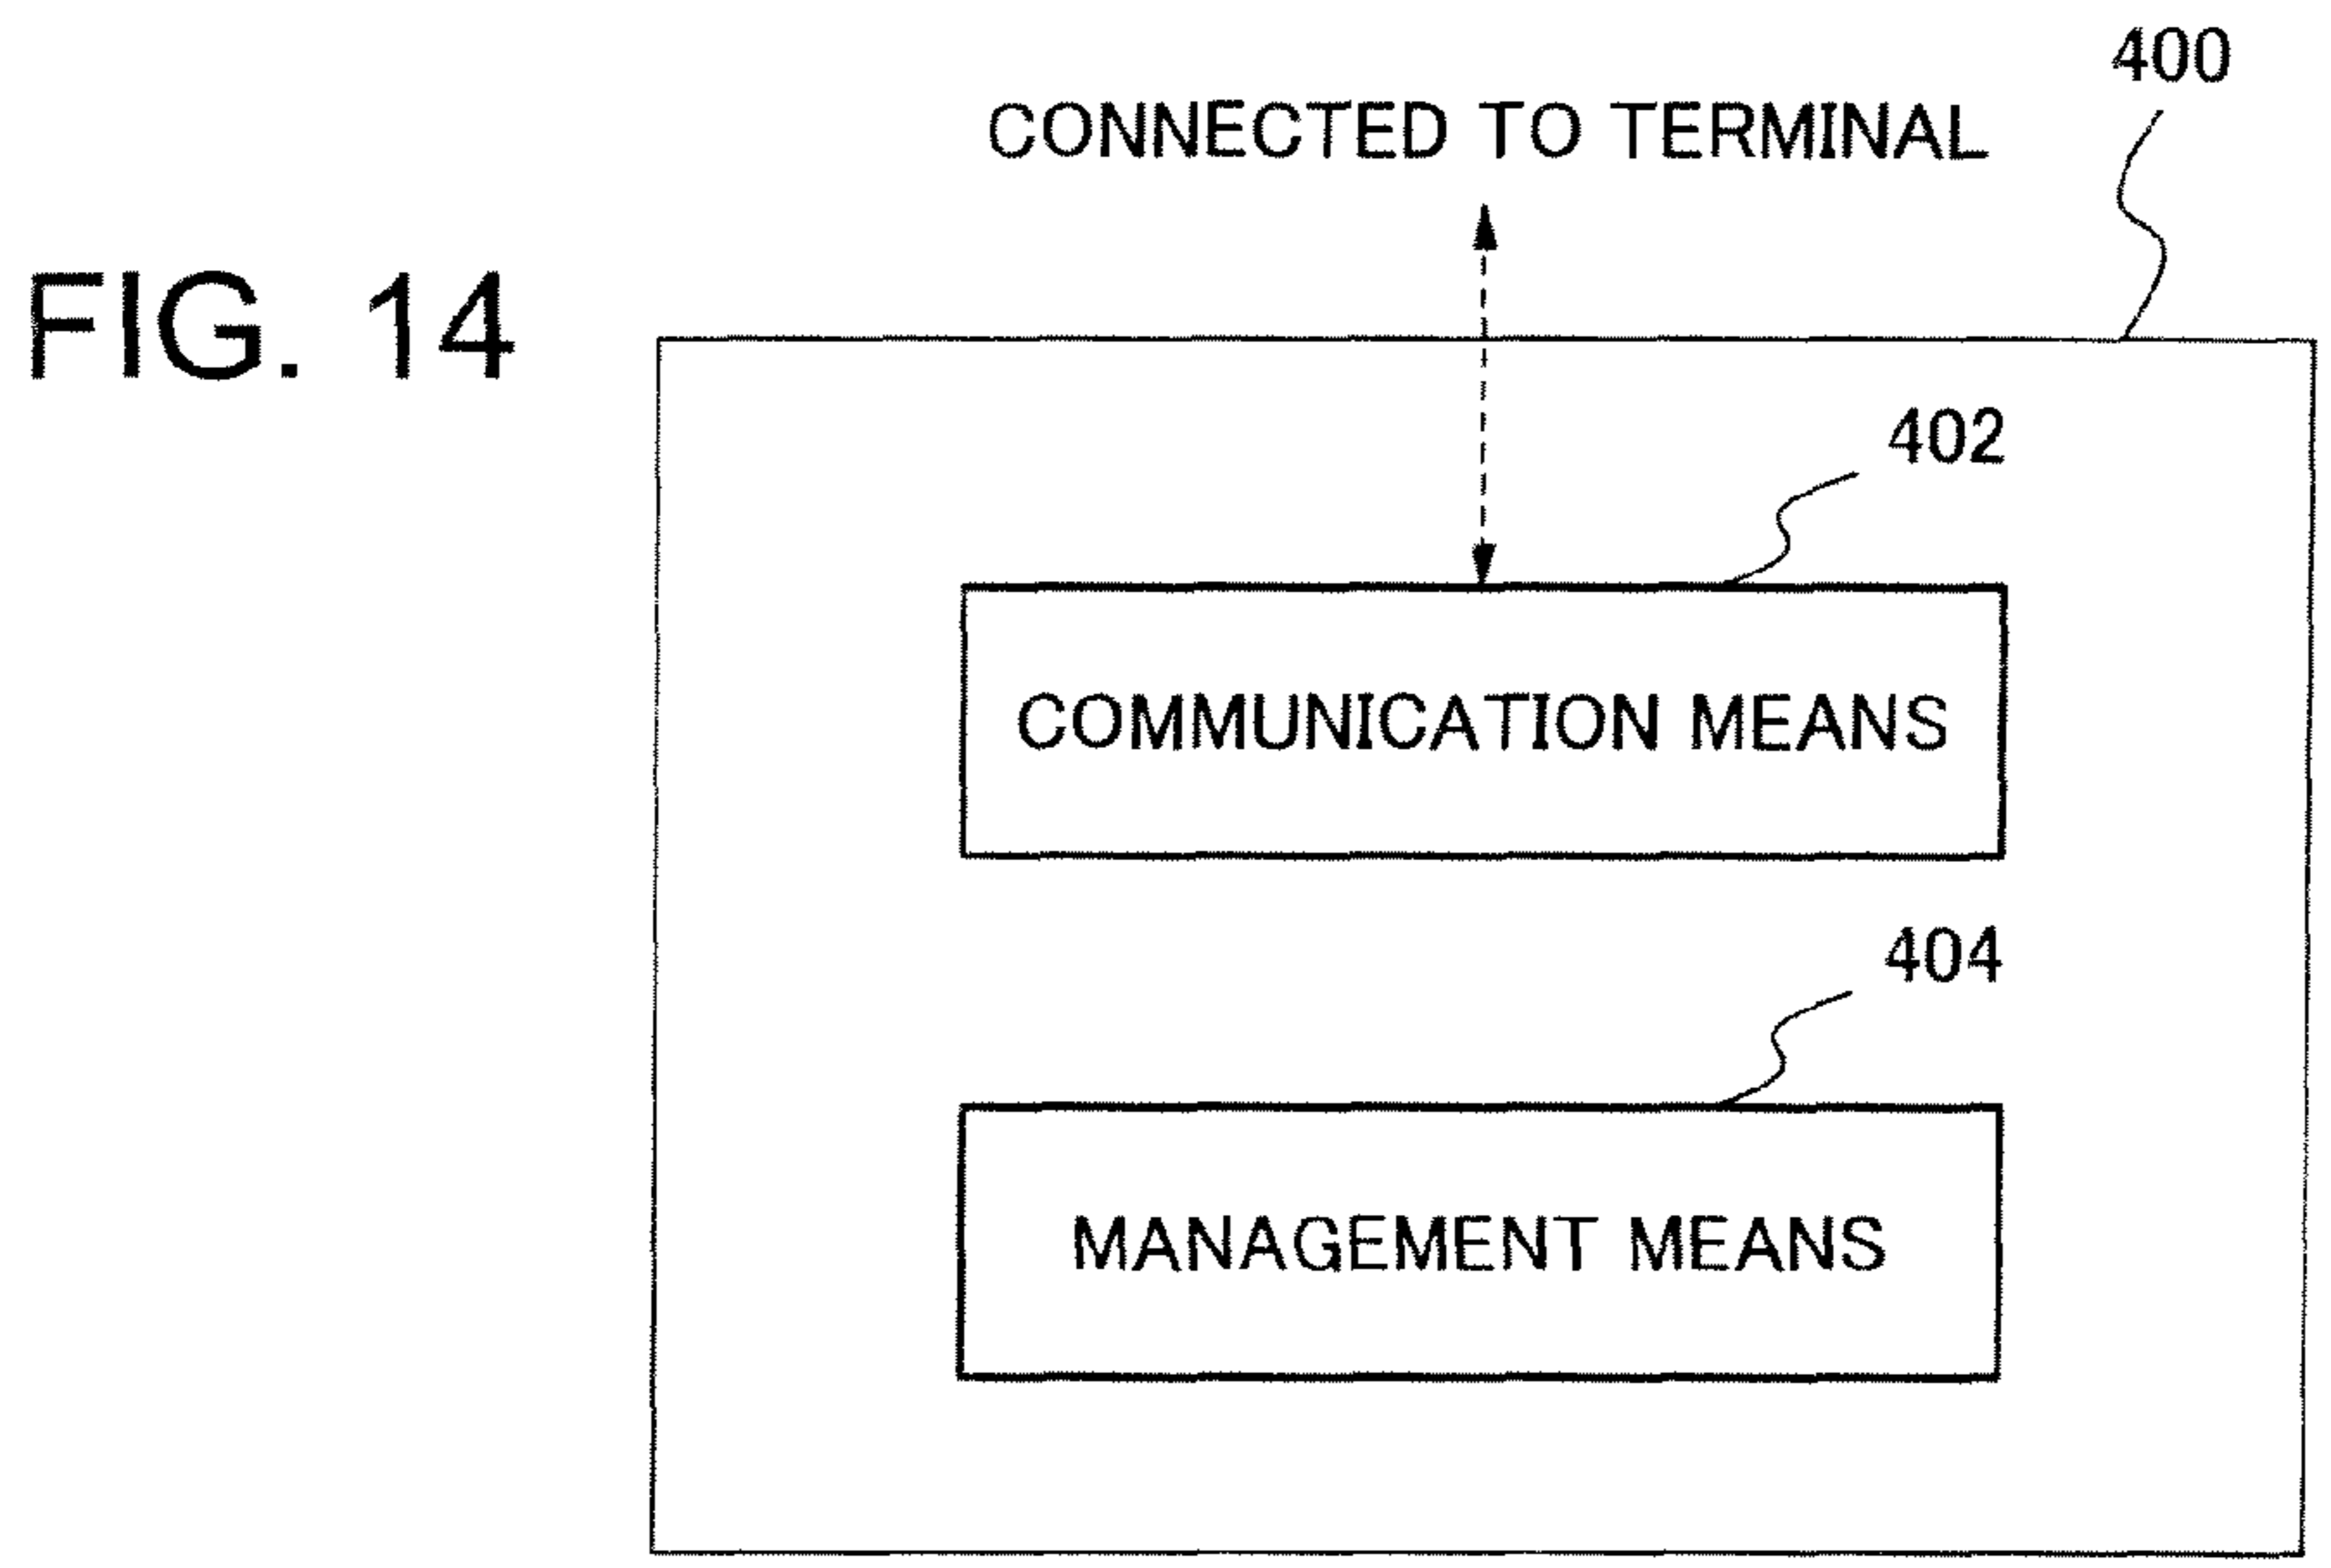 400
CONNECTED TO TERMINAL
FIG. 14
402
COMMUNICATION MEANS
404
MANAGEMENT MEANS